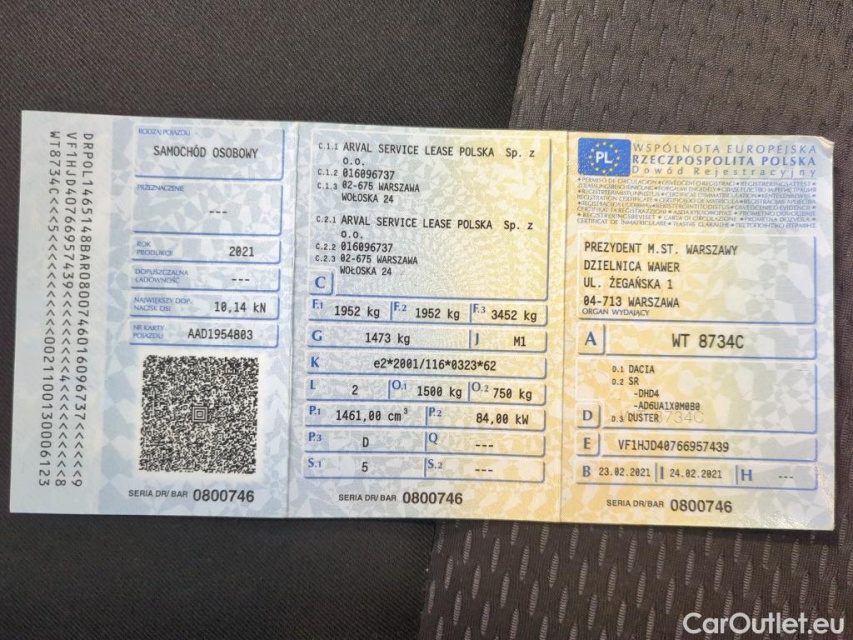 DRPOL1465148BAR0800746016096737<<<<<<9
RODZAJ POJAZDU
SAMOCHÓD OSOBOWY
PRZEZNACZENIE
---
ROK PRODUKCJI
2021
DOPUSZCZALNA ŁADOWNOŚĆ
---
NAJWIĘKSZY DOP. NACISK OSI
10,14 kN
NR KARTY POJAZDU
AAD1954803
SERIA DR/BAR 0800746
C.1.1 ARVAL SERVICE LEASE POLSKA Sp. z
o.o.
C.1.2 016096737
C.1.3 02-675 WARSZAWA
WOŁOSKA 24
C.2.1 ARVAL SERVICE LEASE POLSKA Sp. z
o.o.
C.2.2 016096737
C.2.3 02-675 WARSZAWA
WOŁOSKA 24
C
F.1 1952 kg F.2 1952 kg F.3 3452 kg
G 1473 kg J M1
K e2*2001/116*0323*62
L 2 O.1 1500 kg O.2 750 kg
P.1 1461,00 cm³ P.2 84,00 kW
P.3 D Q ---
S.1 5 S.2 ---
SERIA DR/BAR 0800746
PL
WSPÓLNOTA EUROPEJSKA
RZECZPOSPOLITA POLSKA
Dowód Rejestracyjny
PREZYDENT M.ST. WARSZAWY
DZIELNICA WAWER
UL. ŻEGAŃSKA 1
04-713 WARSZAWA
ORGAN WYDAJĄCY
A WT 8734C
D.1 DACIA
D.2 SR
-DHD4
-AD6UA1X0M0B0
D D.3 DUSTER
E VF1HJD40766957439
B 23.02.2021 I 24.02.2021 H ---
SERIA DR/BAR 0800746
CarOutlet.eu